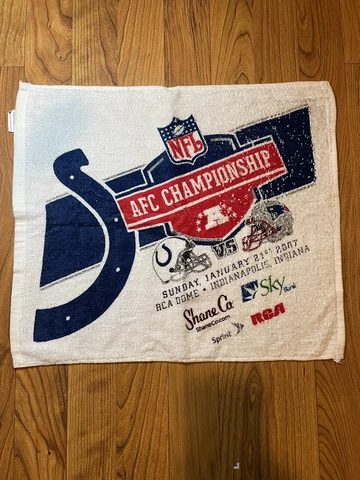 NFL
AFC CHAMPIONSHIP
A
VS
SUNDAY, JANUARY 21ST 2007
RCA DOME • INDIANAPOLIS, INDIANA
Shane Co.
ShaneCo.com
Sky Bank
Sprint
RCA